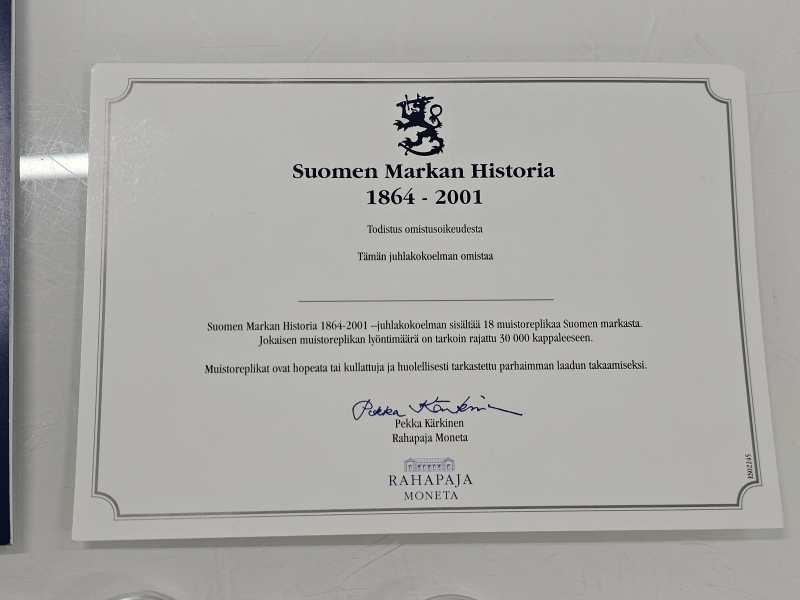 Suomen Markan Historia
1864 - 2001
Todistus omistusoikeudesta
Tämän juhlakokoelman omistaa
Suomen Markan Historia 1864-2001 –juhlakokoelman sisältää 18 muistoreplikaa Suomen markasta.
Jokaisen muistoreplikan lyöntimäärä on tarkoin rajattu 30 000 kappaleeseen.
Muistoreplikat ovat hopeata tai kullattuja ja huolellisesti tarkastettu parhaimman laadun takaamiseksi.
Pekka Kärkinen
Pekka Kärkinen
Rahapaja Moneta
RAHAPAJA
MONETA
ES02245